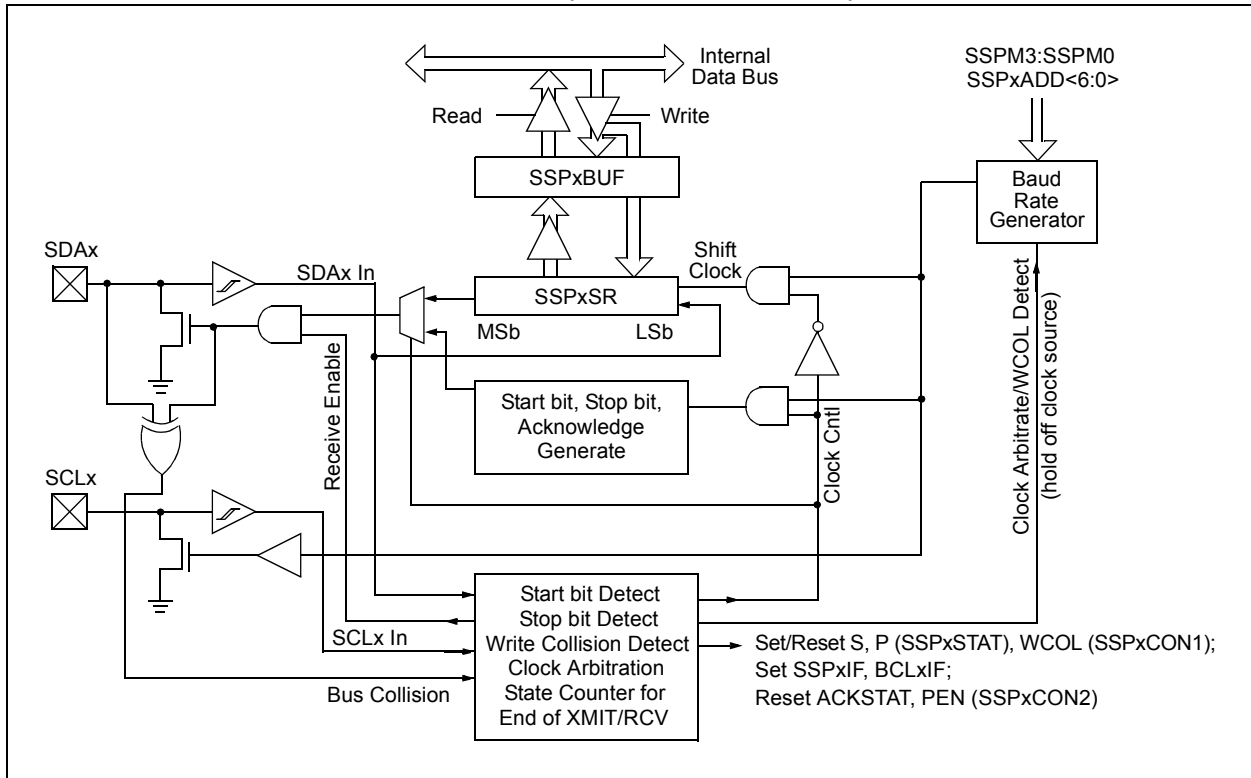 Internal
Data Bus
SSPM3:SSPM0
SSPxADD<6:0>
Read
Write
SSPxBUF
Baud
Rate
Generator
SDAx
SDAx In
Shift
Clock
SSPxSR
MSb
LSb
Receive Enable
Start bit, Stop bit,
Acknowledge
Generate
Clock Cntl
Clock Arbitrate/WCOL Detect
(hold off clock source)
SCLx
SCLx In
Bus Collision
Start bit Detect
Stop bit Detect
Write Collision Detect
Clock Arbitration
State Counter for
End of XMIT/RCV
Set/Reset S, P (SSPxSTAT), WCOL (SSPxCON1);
Set SSPxIF, BCLxIF;
Reset ACKSTAT, PEN (SSPxCON2)